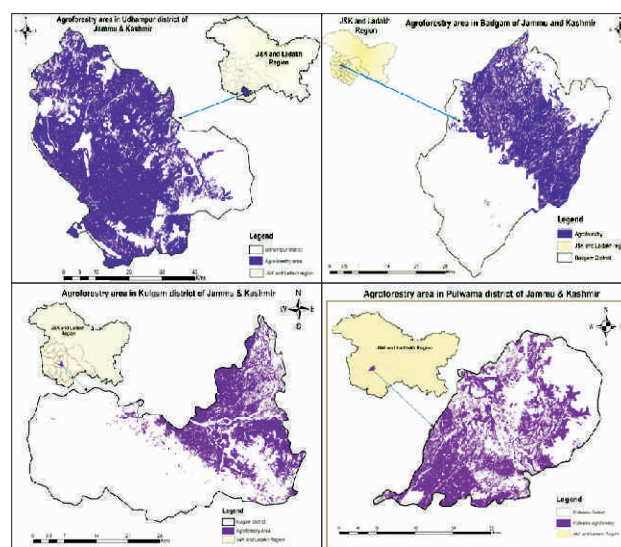 Agroforestry area in Udhampur district of
Jammu & Kashmir
J&K and Ladakh
Region
Legend
Udhampur district
Agroforestry area
J&K and Ladakh region
Agroforestry area in Badgam of Jammu and Kashmir
J&K and Ladakh
Region
Legend
Agroforestry
J&K and Ladakh region
Badgam District
Agroforestry area in Kulgam district of Jammu & Kashmir
N
W
E
S
J&K and Ladakh
Region
Legend
Kulgam District
Agroforestry Area
J&K and Ladakh Region
Agroforestry area in Pulwama district of Jammu & Kashmir
N
J&K and Ladakh Region
Legend
Pulwama District
Pulwama Agroforestry
J&K and Ladakh Region